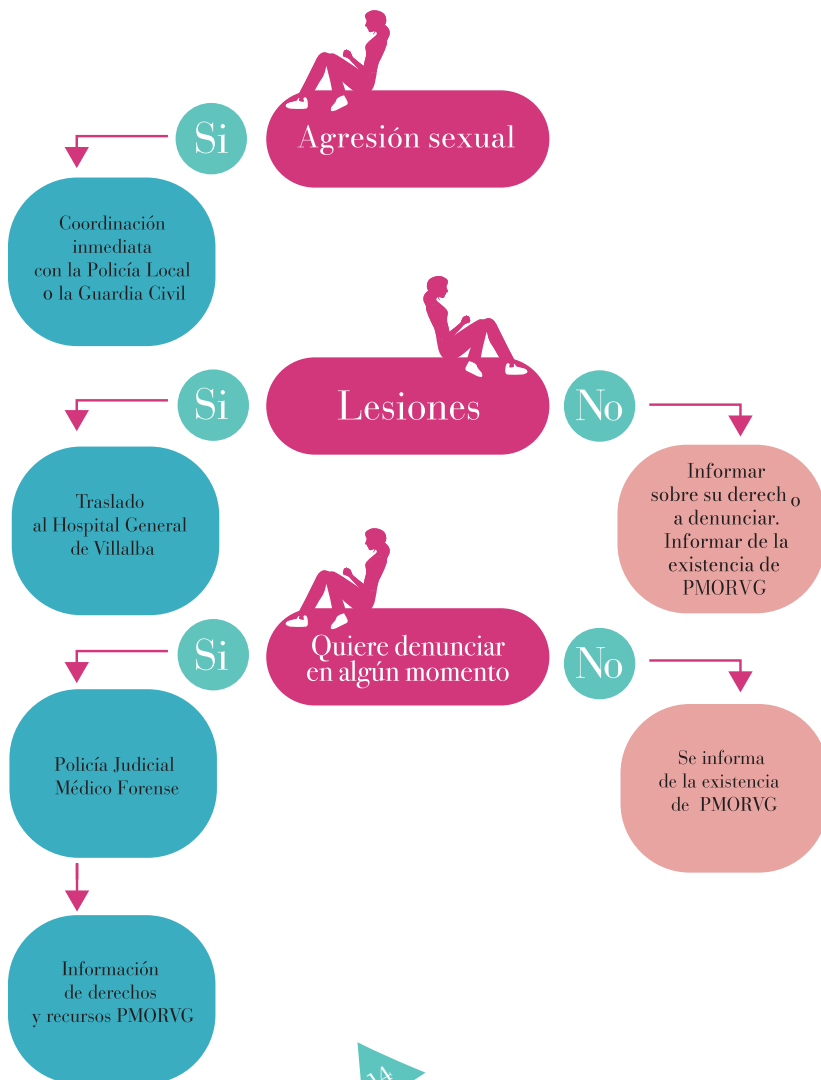 Agresión sexual
Si
Coordinación
inmediata
con la Policía Local
o la Guardia Civil
Lesiones
Si
No
Traslado
al Hospital General
de Villalba
Informar
sobre su derecho
a denunciar.
Informar de la
existencia de
PMORVG
Quiere denunciar
en algún momento
Si
No
Policía Judicial
Médico Forense
Se informa
de la existencia
de PMORVG
Información
de derechos
y recursos PMORVG
14